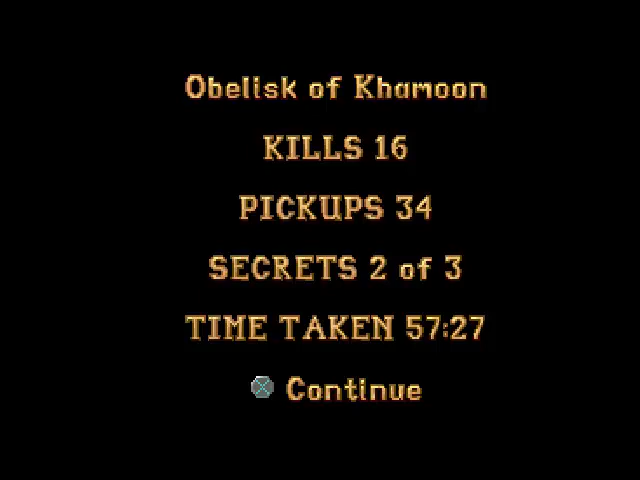 Obelisk of Khamoon
KILLS 16
PICKUPS 34
SECRETS 2 of 3
TIME TAKEN 57:27
Continue